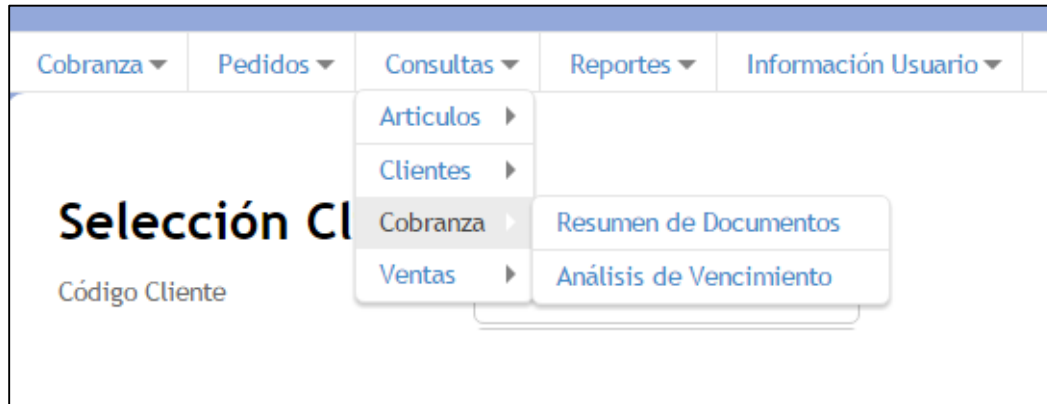 Cobranza Pedidos Consultas Reportes Información Usuario
Articulos
Clientes
Selección Cl
Cobranza Resumen de Documentos
Ventas Análisis de Vencimiento
Código Cliente